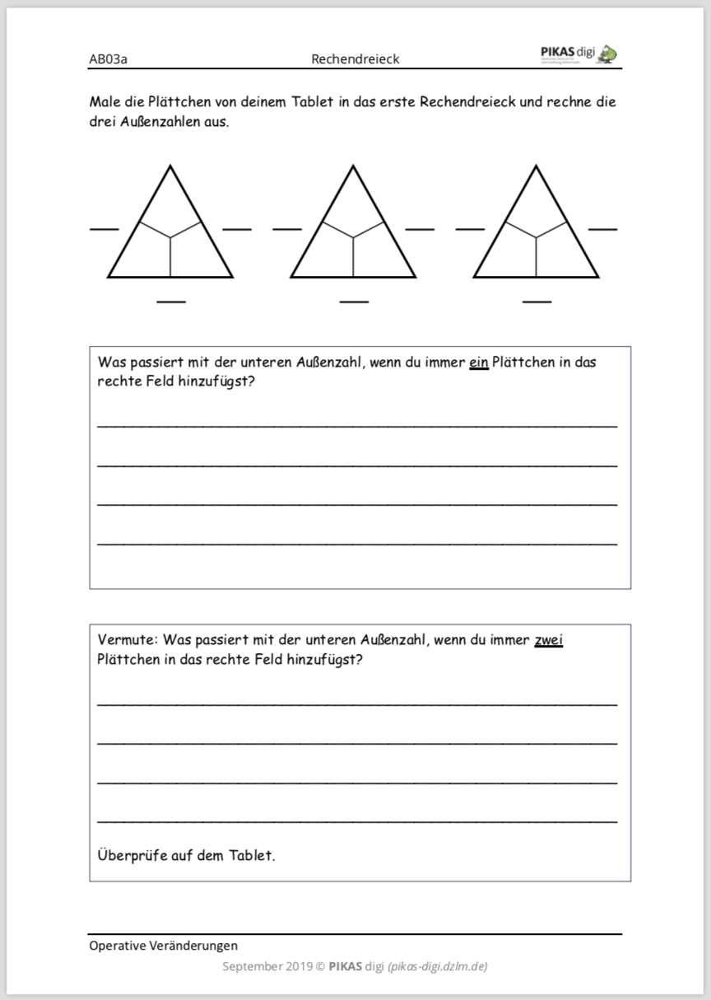 AB03a
Rechendreieck
PIKAS digi
Male die Plättchen von deinem Tablet in das erste Rechendreieck und rechne die
drei Außenzahlen aus.
Was passiert mit der unteren Außenzahl, wenn du immer ein Plättchen in das
rechte Feld hinzufügst?
Vermute: Was passiert mit der unteren Außenzahl, wenn du immer zwei
Plättchen in das rechte Feld hinzufügst?
Überprüfe auf dem Tablet.
Operative Veränderungen
September 2019 © PIKAS digi (pikas-digi.dzlm.de)